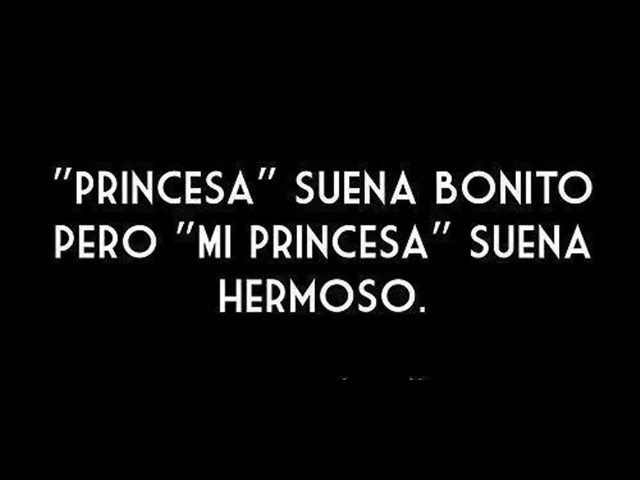 "PRINCESA" SUENA BONITO
PERO "MI PRINCESA" SUENA
HERMOSO.